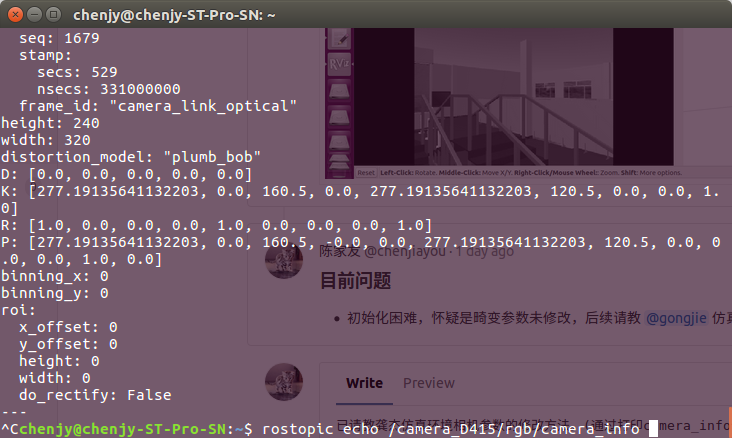 chenjy@chenjy-ST-Pro-SN: ~
seq: 1679
stamp:
secs: 529
nsecs: 331000000
frame_id: "camera_link_optical"
height: 240
width: 320
distortion_model: "plumb_bob"
D: [0.0, 0.0, 0.0, 0.0, 0.0]
K: [277.19135641132203, 0.0, 160.5, 0.0, 277.19135641132203, 120.5, 0.0, 0.0, 1.
0]
R: [1.0, 0.0, 0.0, 0.0, 1.0, 0.0, 0.0, 0.0, 1.0]
P: [277.19135641132203, 0.0, 160.5, -0.0, 0.0, 277.19135641132203, 120.5, 0.0, 0
.0, 0.0, 1.0, 0.0]
binning_x: 0
binning_y: 0
roi:
x_offset: 0
y_offset: 0
height: 0
width: 0
do_rectify: False
---
^Cchenjy@chenjy-ST-Pro-SN:~$ rostopic echo /camera_D415/rgb/camera_info
RViz
Reset Left-Click: Rotate. Middle-Click: Move X/Y. Right-Click/Mouse Wheel: Zoom. Shift: More options.
陈家友 @chenjiayou · 1 day ago
目前问题
• 初始化困难，怀疑是畸变参数未修改，后续请教 @gongjie 仿真
Write Preview